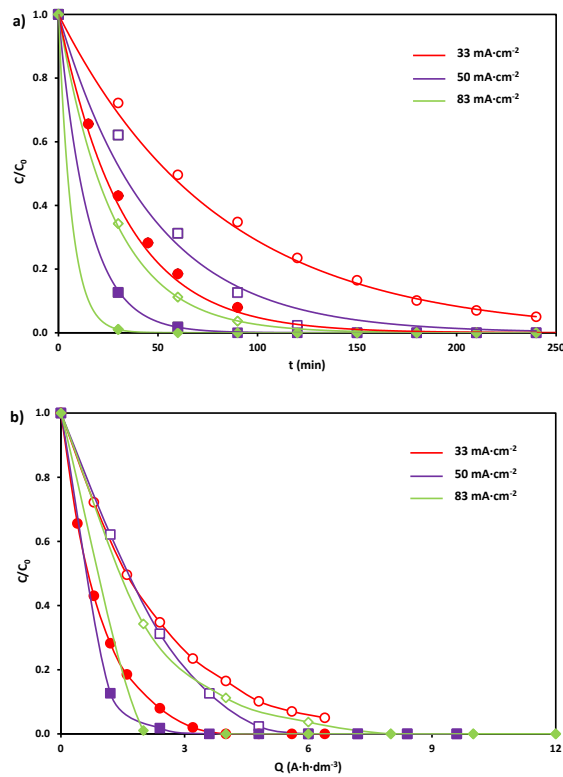 a)
1.0
0.8
0.6
0.4
0.2
0.0
C/C₀
33 mA·cm⁻²
50 mA·cm⁻²
83 mA·cm⁻²
0 50 100 150 200 250
t (min)
b)
1.0
0.8
0.6
0.4
0.2
0.0
C/C₀
33 mA·cm⁻²
50 mA·cm⁻²
83 mA·cm⁻²
0 3 6 9 12
Q (A·h·dm⁻³)